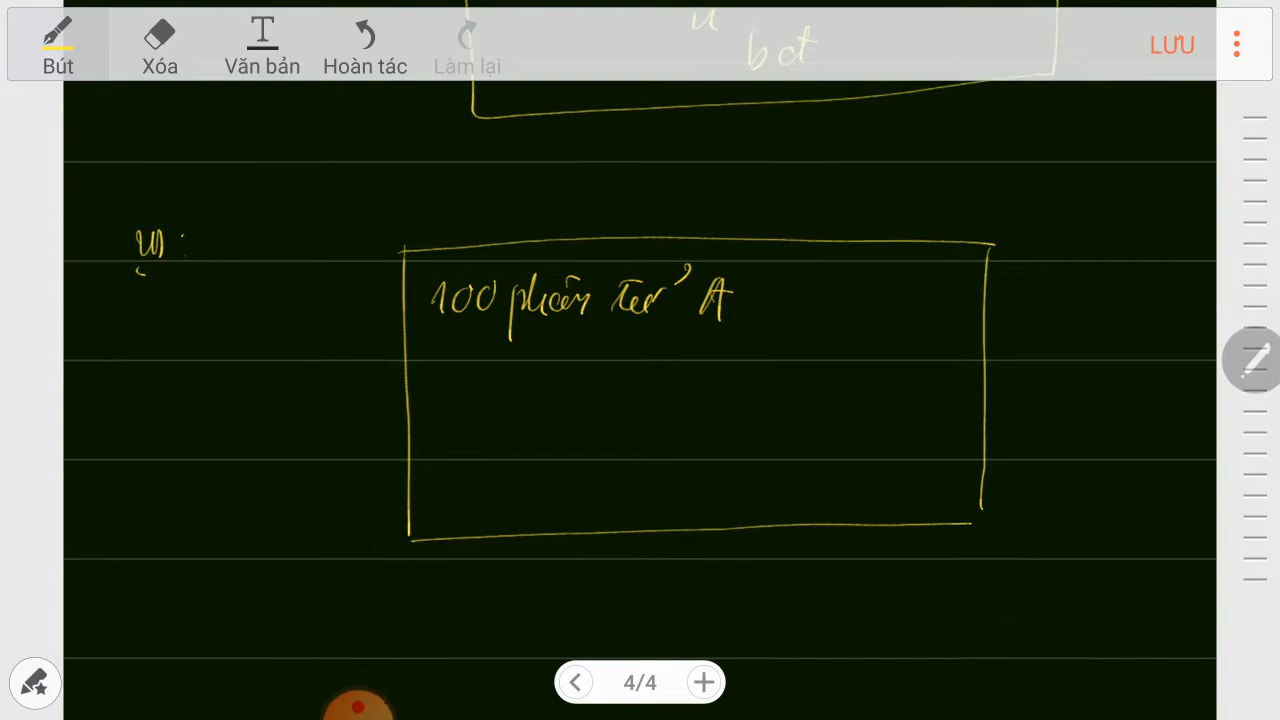 u
bct
Bút
Xóa
Văn bản
Hoàn tác
Làm lại
LƯU
100 phần tử A
4/4